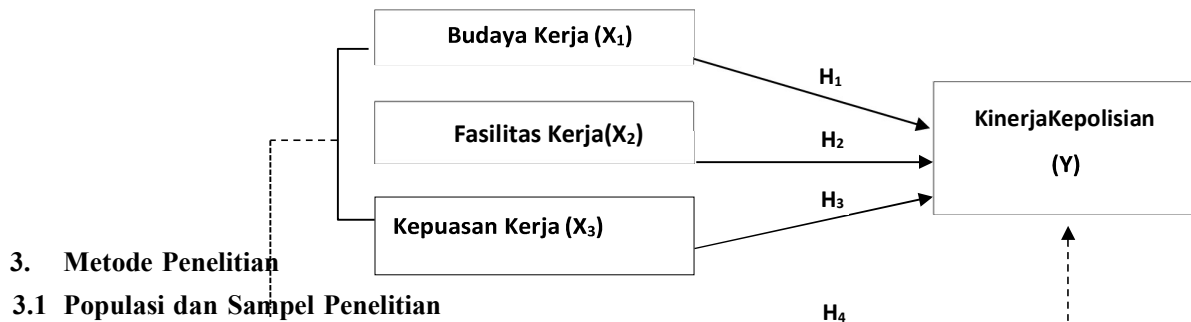 Budaya Kerja (X₁)
H₁
KinerjaKepolisian
(Y)
Fasilitas Kerja(X₂)
H₂
H₃
Kepuasan Kerja (X₃)
3. Metode Penelitian
3.1 Populasi dan Sampel Penelitian
H₄